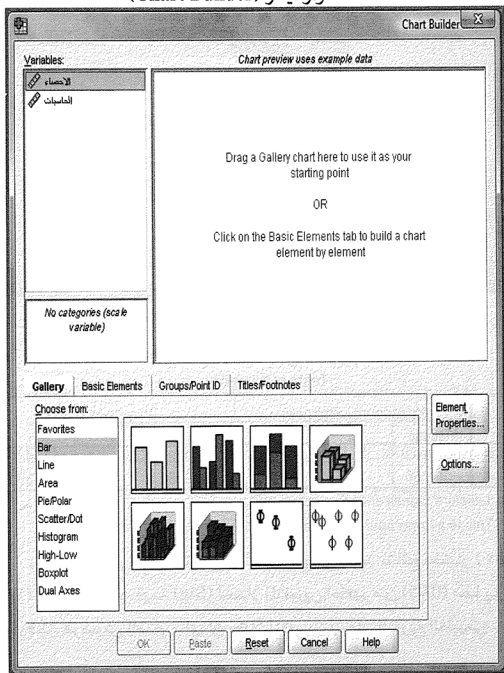 Chart Builder
Variables:
الاحصاء
الحاسبات
Chart preview uses example data
Drag a Gallery chart here to use it as your
starting point
OR
Click on the Basic Elements tab to build a chart
element by element
No categories (scale
variable)
Gallery
Basic Elements
Groups/Point ID
Titles/Footnotes
Choose from:
Favorites
Bar
Line
Area
Pie/Polar
Scatter/Dot
Histogram
High-Low
Boxplot
Dual Axes
Element
Properties...
Options...
OK
Paste
Reset
Cancel
Help